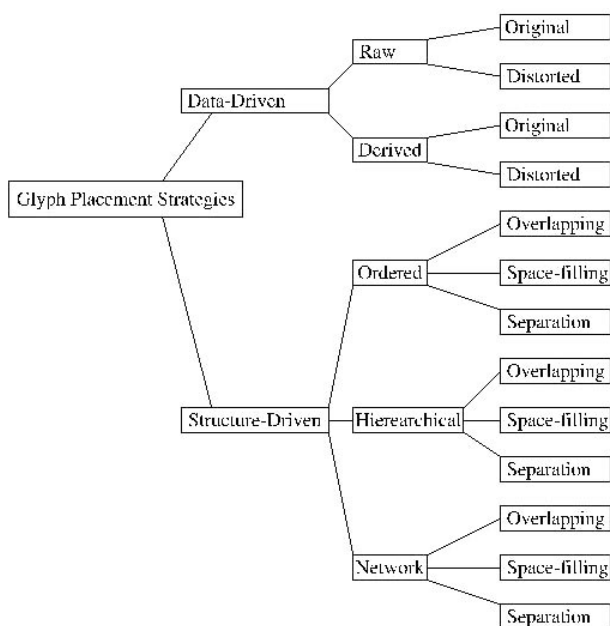 Original
Raw
Distorted
Data-Driven
Original
Derived
Distorted
Glyph Placement Strategies
Overlapping
Ordered
Space-filling
Separation
Overlapping
Structure-Driven
Hierearchical
Space-filling
Separation
Overlapping
Network
Space-filling
Separation